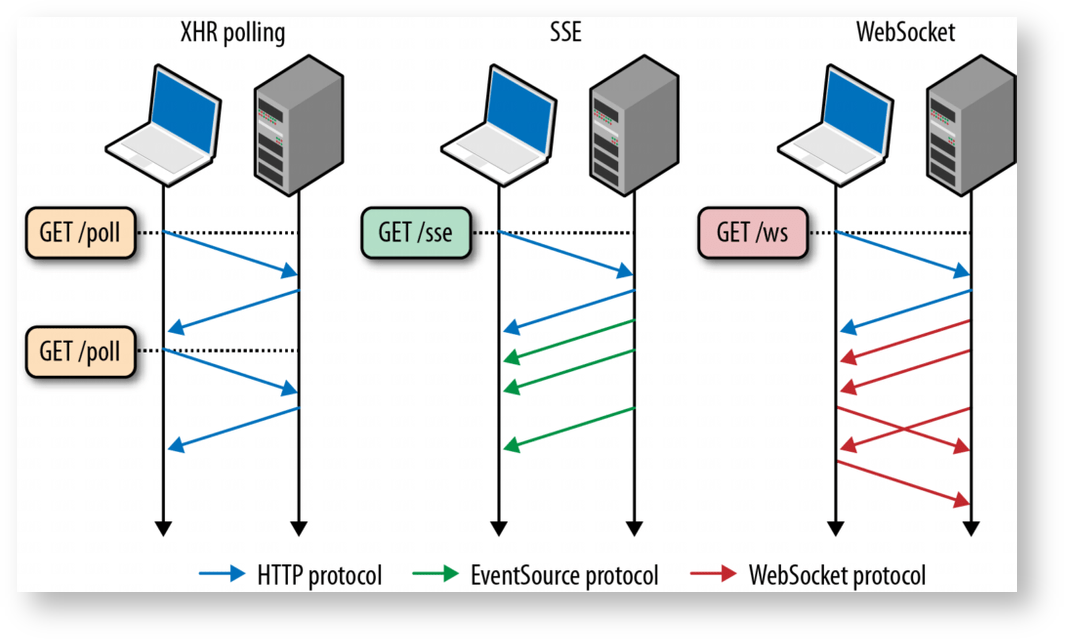 XHR polling
SSE
WebSocket
GET /poll
GET /sse
GET /ws
GET /poll
HTTP protocol
EventSource protocol
WebSocket protocol